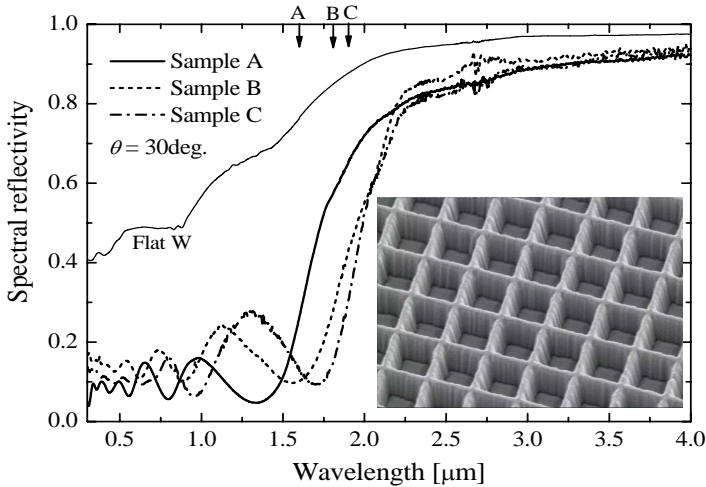 A
B
C
Spectral reflectivity
1.0
0.8
0.6
0.4
0.2
0.0
Sample A
Sample B
Sample C
θ = 30deg.
Flat W
0.5
1.0
1.5
2.0
2.5
3.0
3.5
4.0
Wavelength [μm]